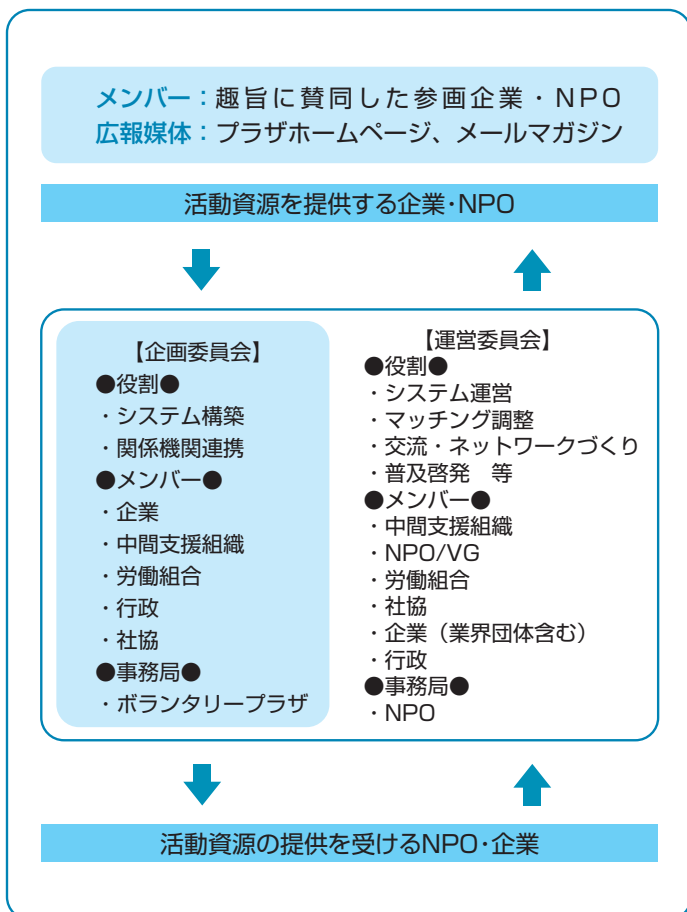 メンバー：趣旨に賛同した参画企業・NPO
広報媒体：プラザホームページ、メールマガジン
活動資源を提供する企業・NPO
【企画委員会】
●役割●
・システム構築
・関係機関連携
●メンバー●
・企業
・中間支援組織
・労働組合
・行政
・社協
●事務局●
・ボランタリープラザ
【運営委員会】
●役割●
・システム運営
・マッチング調整
・交流・ネットワークづくり
・普及啓発　等
●メンバー●
・中間支援組織
・NPO/VG
・労働組合
・社協
・企業（業界団体含む）
・行政
●事務局●
・NPO
活動資源の提供を受けるNPO・企業